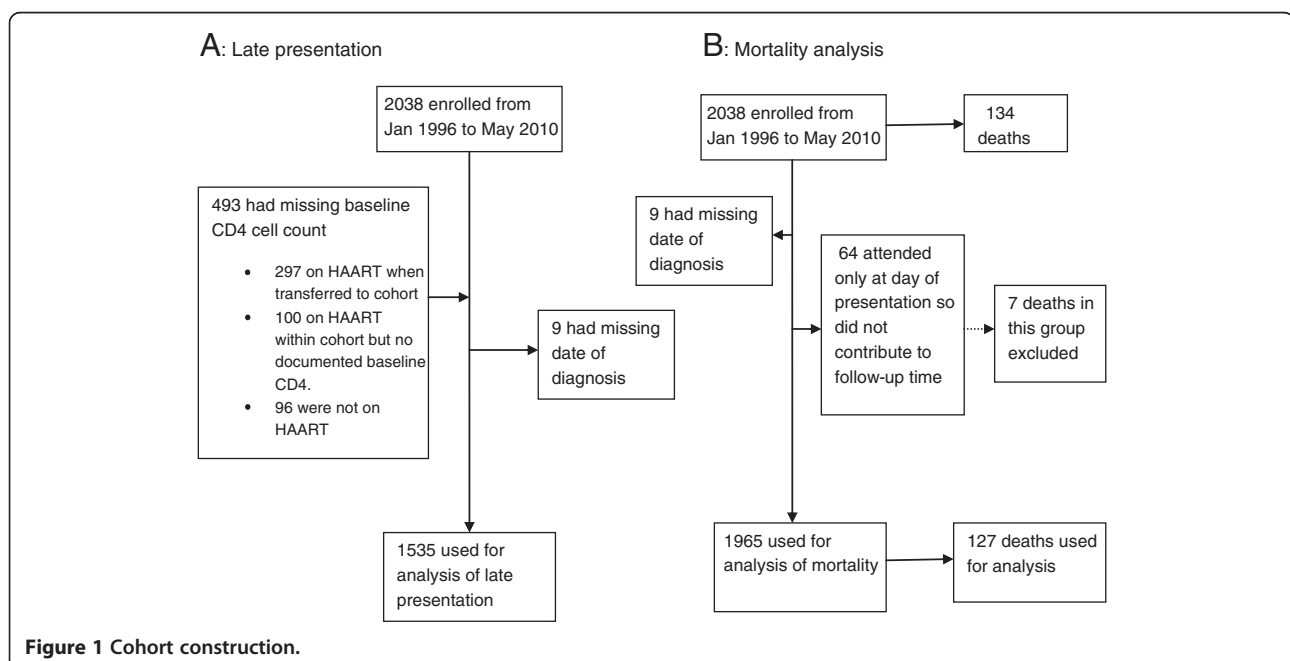 A: Late presentation
2038 enrolled from
Jan 1996 to May 2010
493 had missing baseline
CD4 cell count
• 297 on HAART when
transferred to cohort
• 100 on HAART
within cohort but no
documented baseline
CD4.
• 96 were not on
HAART
9 had missing
date of
diagnosis
1535 used for
analysis of late
presentation
B: Mortality analysis
2038 enrolled from
Jan 1996 to May 2010
134
deaths
9 had missing
date of
diagnosis
64 attended
only at day of
presentation so
did not
contribute to
follow-up time
7 deaths in
this group
excluded
1965 used for
analysis of mortality
127 deaths used
for analysis
Figure 1 Cohort construction.